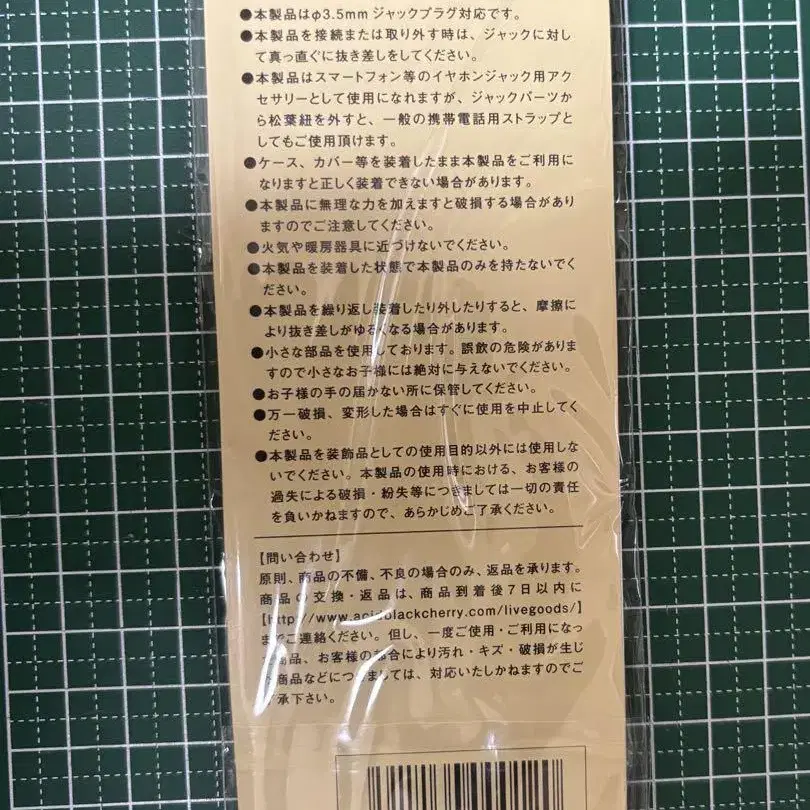 ●本製品はφ3.5mm ジャックプラグ対応です。
●本製品を接続または取り外す時は、ジャックに対し
て真っ直ぐに抜き差しをしてください。
●本製品はスマートフォン等のイヤホンジャック用アク
セサリーとして使用になれますが、ジャックパーツか
ら松葉紐を外すと、一般の携帯電話用ストラップと
してもご使用頂けます。
●ケース、カバー等を装着したまま本製品をご利用に
なりますと正しく装着できない場合があります。
●本製品に無理な力を加えますと破損する場合があり
ますのでご注意してください。
●火気や暖房器具に近づけないでください。
●本製品を装着した状態で本製品のみを持たないでく
ださい。
●本製品を繰り返し装着したり外したりすると、摩擦に
より抜き差しがゆるくなる場合があります。
●小さな部品を使用しております。誤飲の危険がありま
すので小さなお子様には絶対に与えないでください。
●お子様の手の届かない所に保管してください。
●万一破損、変形した場合はすぐに使用を中止してく
ださい。
●本製品を装飾品としての使用目的以外には使用しな
いでください。本製品の使用時における、お客様の
過失による破損・紛失等につきましては一切の責任
を負いかねますので、あらかじめご了承ください。
【問い合わせ】
原則、商品の不備、不良の場合のみ、返品を承ります。
商品の交換・返品は、商品到着後7日以内に
【http://www.acidblackcherry.com/livegoods/】
までご連絡ください。但し、一度ご使用・ご利用になっ
た商品、お客様の都合により汚れ・キズ・破損が生じ
た商品などにつきましては、対応いたしかねますのでご
了承下さい。